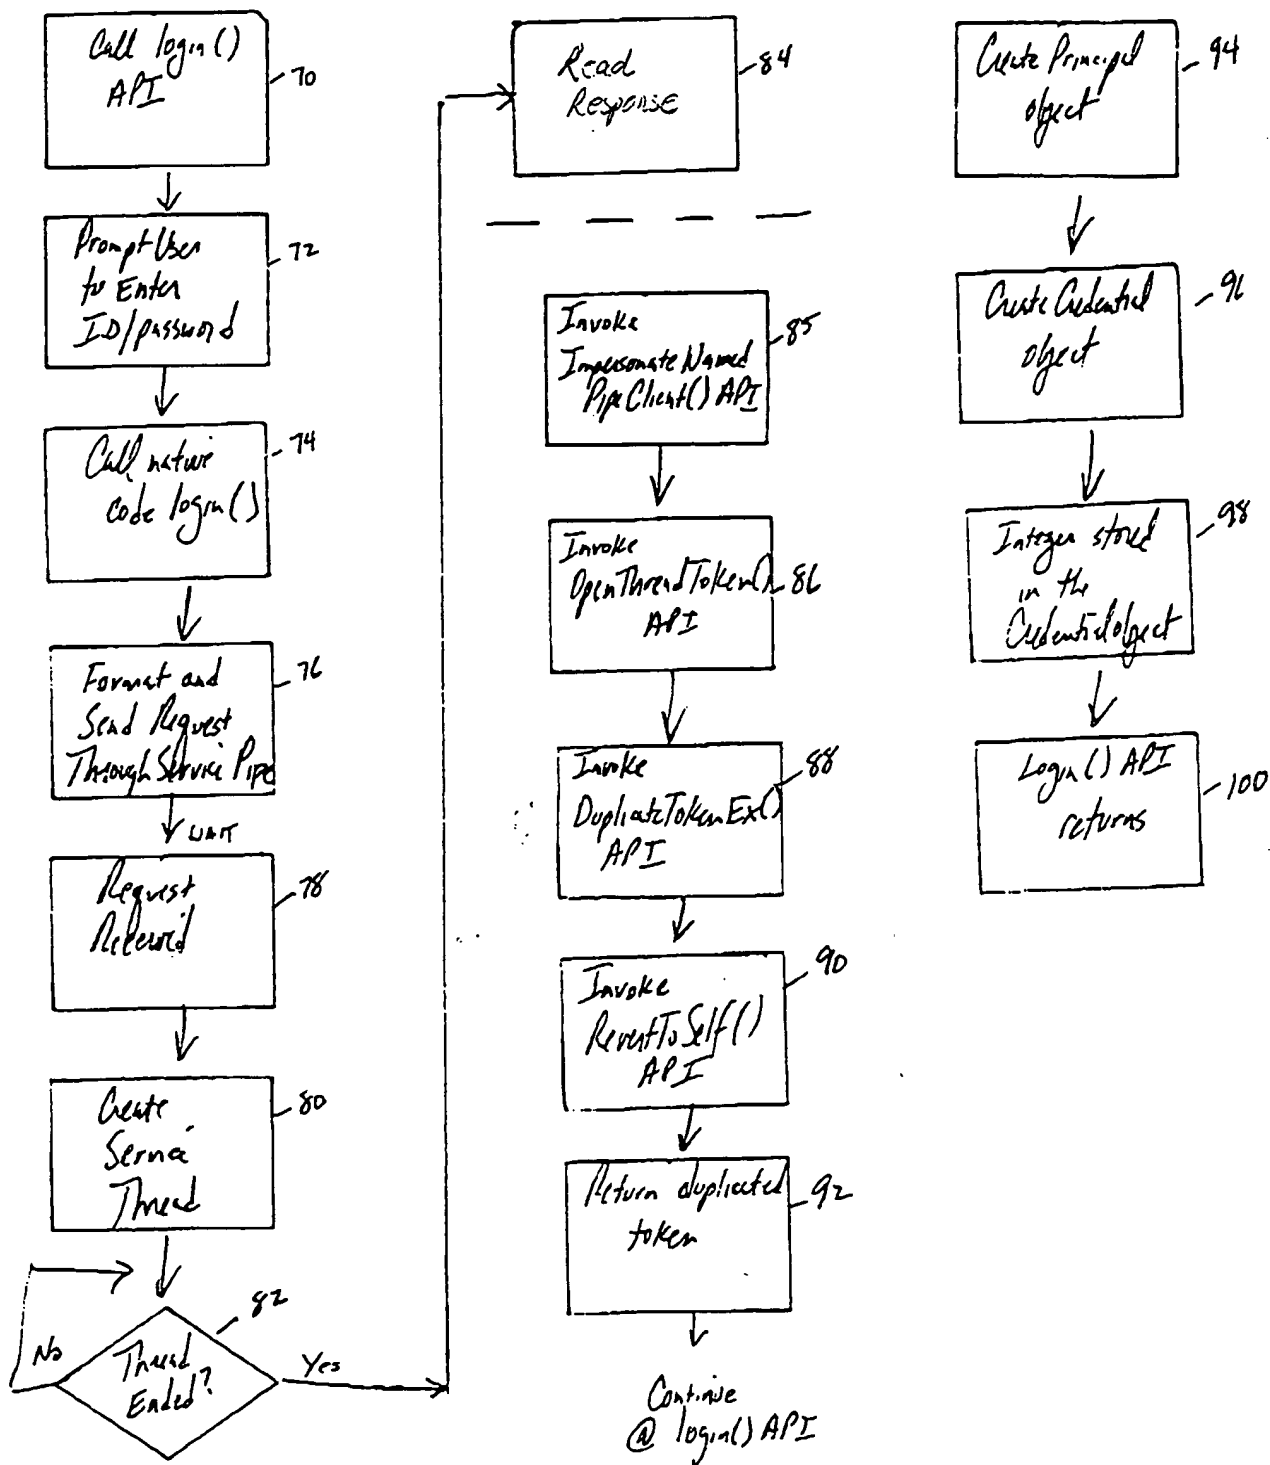 Call login()
API
70
Prompt User
to Enter
ID/password
72
Call native
code login()
74
Format and
Send Request
Through Service Pipe
76
WAIT
Request
Received
78
Create
Service
Thread
80
82
Thread
Ended?
No
Yes
Read
Response
84
Invoke
ImpersonateNamed
PipeClient() API
85
Invoke
OpenThreadToken()
API
86
Invoke
DuplicateTokenEx()
API
88
Invoke
RevertToSelf()
API
90
Return duplicated
token
92
Continue
@ login() API
Create Principal
object
94
Create Credential
object
96
Integer stored
in the
Credential object
98
Login() API
returns
100